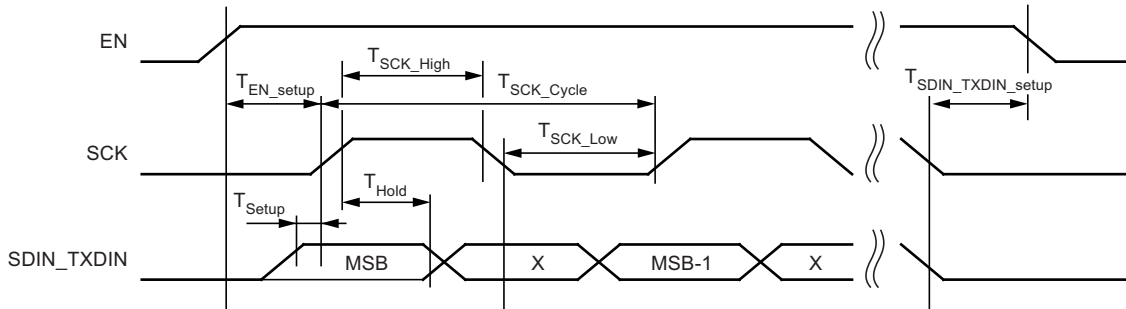 EN
T_SCK_High
T_EN_setup
T_SCK_Cycle
T_SDIN_TXDIN_setup
SCK
T_SCK_Low
T_Hold
T_Setup
SDIN_TXDIN
MSB
X
MSB-1
X